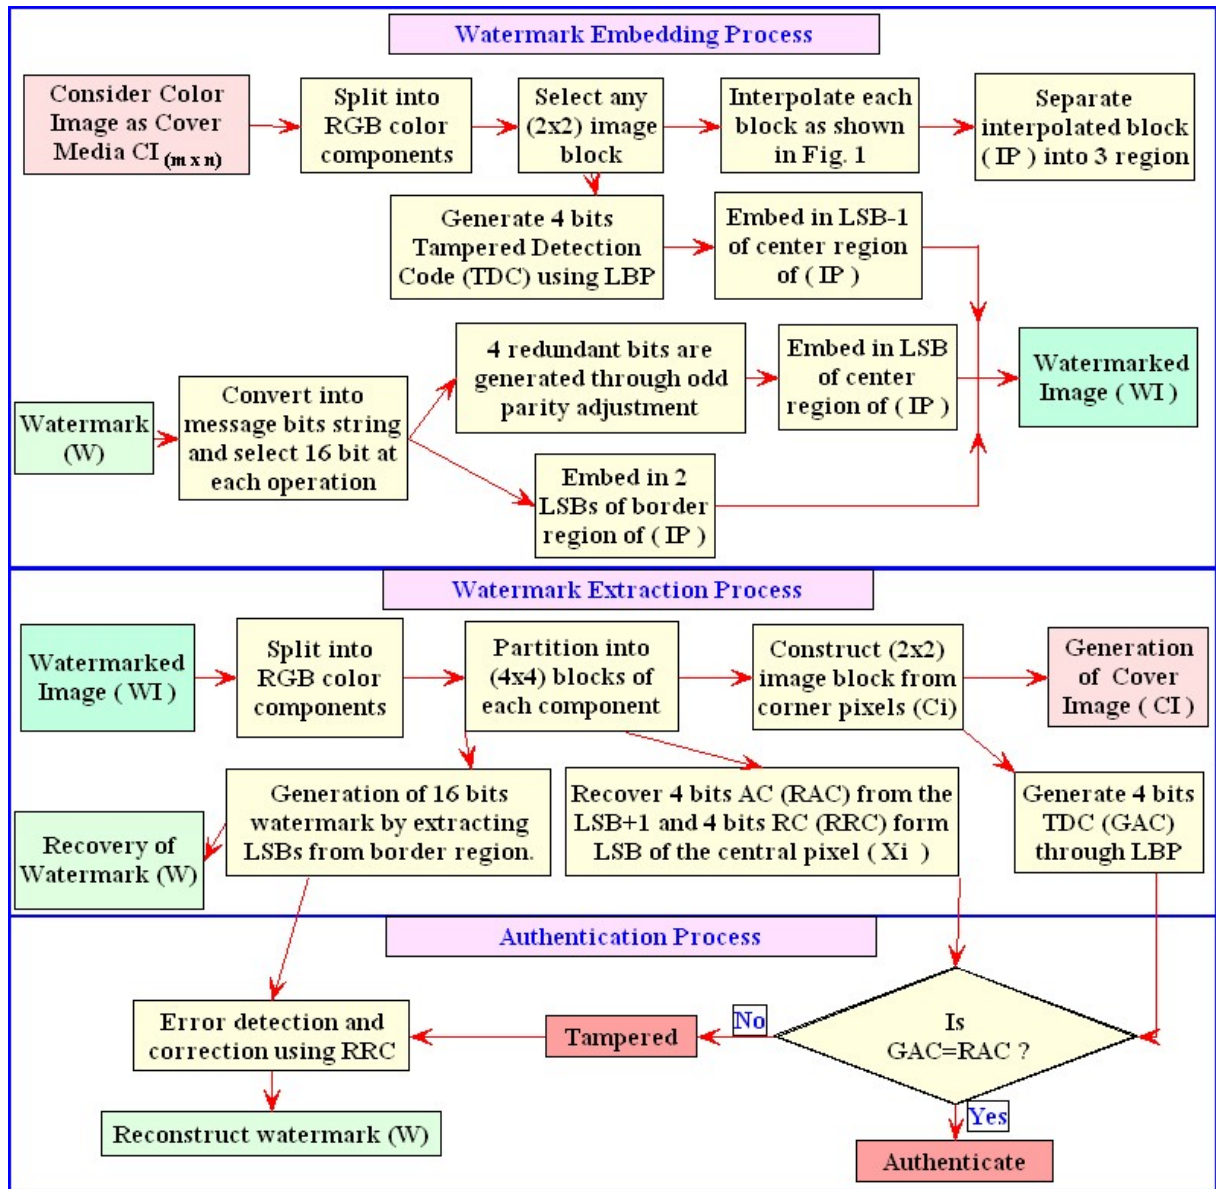 Watermark Embedding Process
Consider Color
Image as Cover
Media CI (m x n)
Split into
RGB color
components
Select any
(2x2) image
block
Interpolate each
block as shown
in Fig. 1
Separate
interpolated block
( IP ) into 3 region
Generate 4 bits
Tampered Detection
Code (TDC) using LBP
Embed in LSB-1
of center region
of ( IP )
4 redundant bits are
generated through odd
parity adjustment
Embed in LSB
of center
region of ( IP )
Watermarked
Image ( WI )
Watermark
(W)
Convert into
message bits string
and select 16 bit at
each operation
Embed in 2
LSBs of border
region of ( IP )
Watermark Extraction Process
Watermarked
Image ( WI )
Split into
RGB color
components
Partition into
(4x4) blocks of
each component
Construct (2x2)
image block from
corner pixels (Ci)
Generation
of Cover
Image ( CI )
Recovery of
Watermark (W)
Generation of 16 bits
watermark by extracting
LSBs from border region.
Recover 4 bits AC (RAC) from the
LSB+1 and 4 bits RC (RRC) form
LSB of the central pixel ( Xi )
Generate 4 bits
TDC (GAC)
through LBP
Authentication Process
Error detection and
correction using RRC
Tampered
No
Is
GAC=RAC ?
Yes
Reconstruct watermark (W)
Authenticate